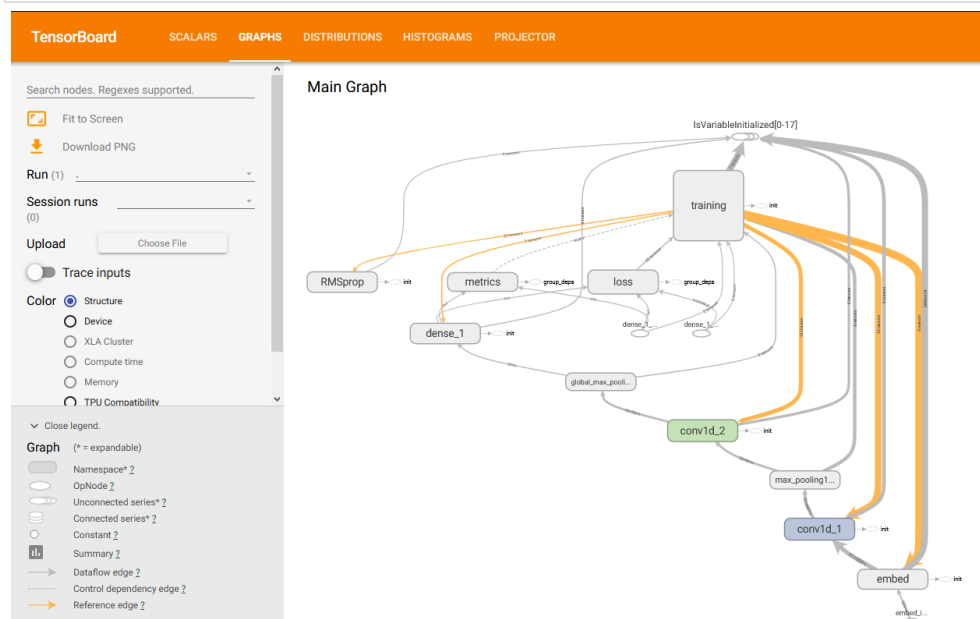 TensorBoard SCALARS GRAPHS DISTRIBUTIONS HISTOGRAMS PROJECTOR
Search nodes. Regexes supported.
Fit to Screen
Download PNG
Run (1) .
Session runs
(0)
Upload Choose File
Trace inputs
Color Structure
Device
XLA Cluster
Compute time
Memory
TPU Compatibility
Close legend.
Graph (* = expandable)
Namespace* ?
OpNode ?
Unconnected series* ?
Connected series* ?
Constant ?
Summary ?
Dataflow edge ?
Control dependency edge ?
Reference edge ?
Main Graph
IsVariableInitialized[0-17]
training init
RMSprop init
metrics group_deps
loss group_deps
dense_1 init
dense_1_...
dense_1_...
global_max_pooli...
conv1d_2 init
max_pooling1...
conv1d_1 init
embed init
embed_i...